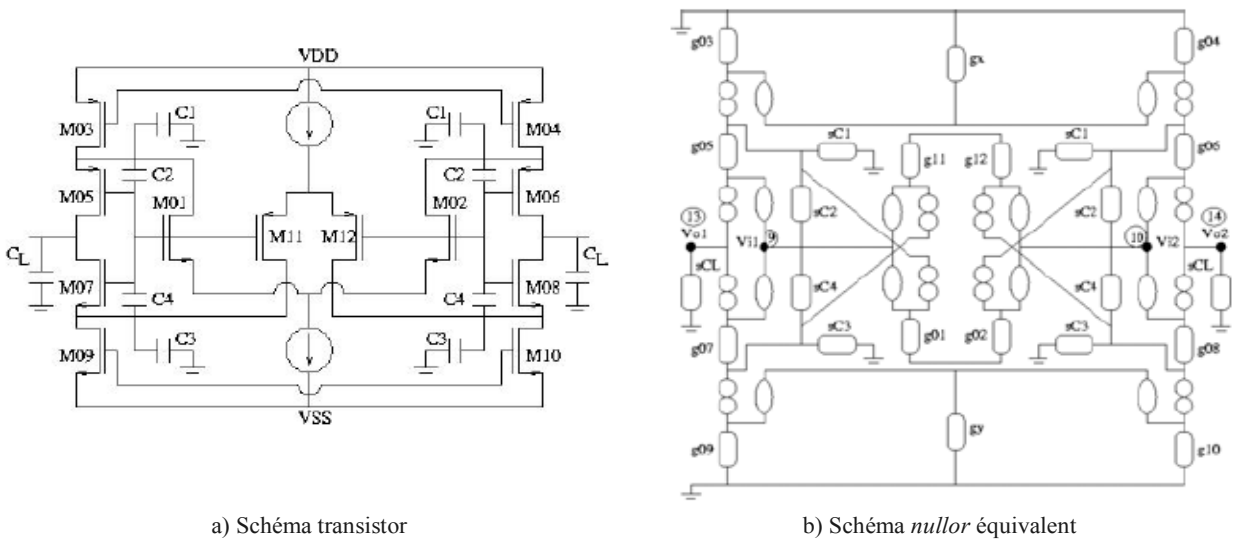 VDD
C1
C1
M03
M04
C2
C2
M05
M06
M01
M02
M11
M12
CL
CL
M07
M08
C4
C4
C3
C3
M09
M10
VSS
a) Schéma transistor
g03
g04
gx
sC1
sC1
g05
g06
g11
g12
sC2
sC2
13
14
Vo1
Vi1
9
10
Vi2
Vo2
sCL
sCL
sC4
sC4
sC3
sC3
g01
g02
g07
g08
gy
g09
g10
b) Schéma nullor équivalent